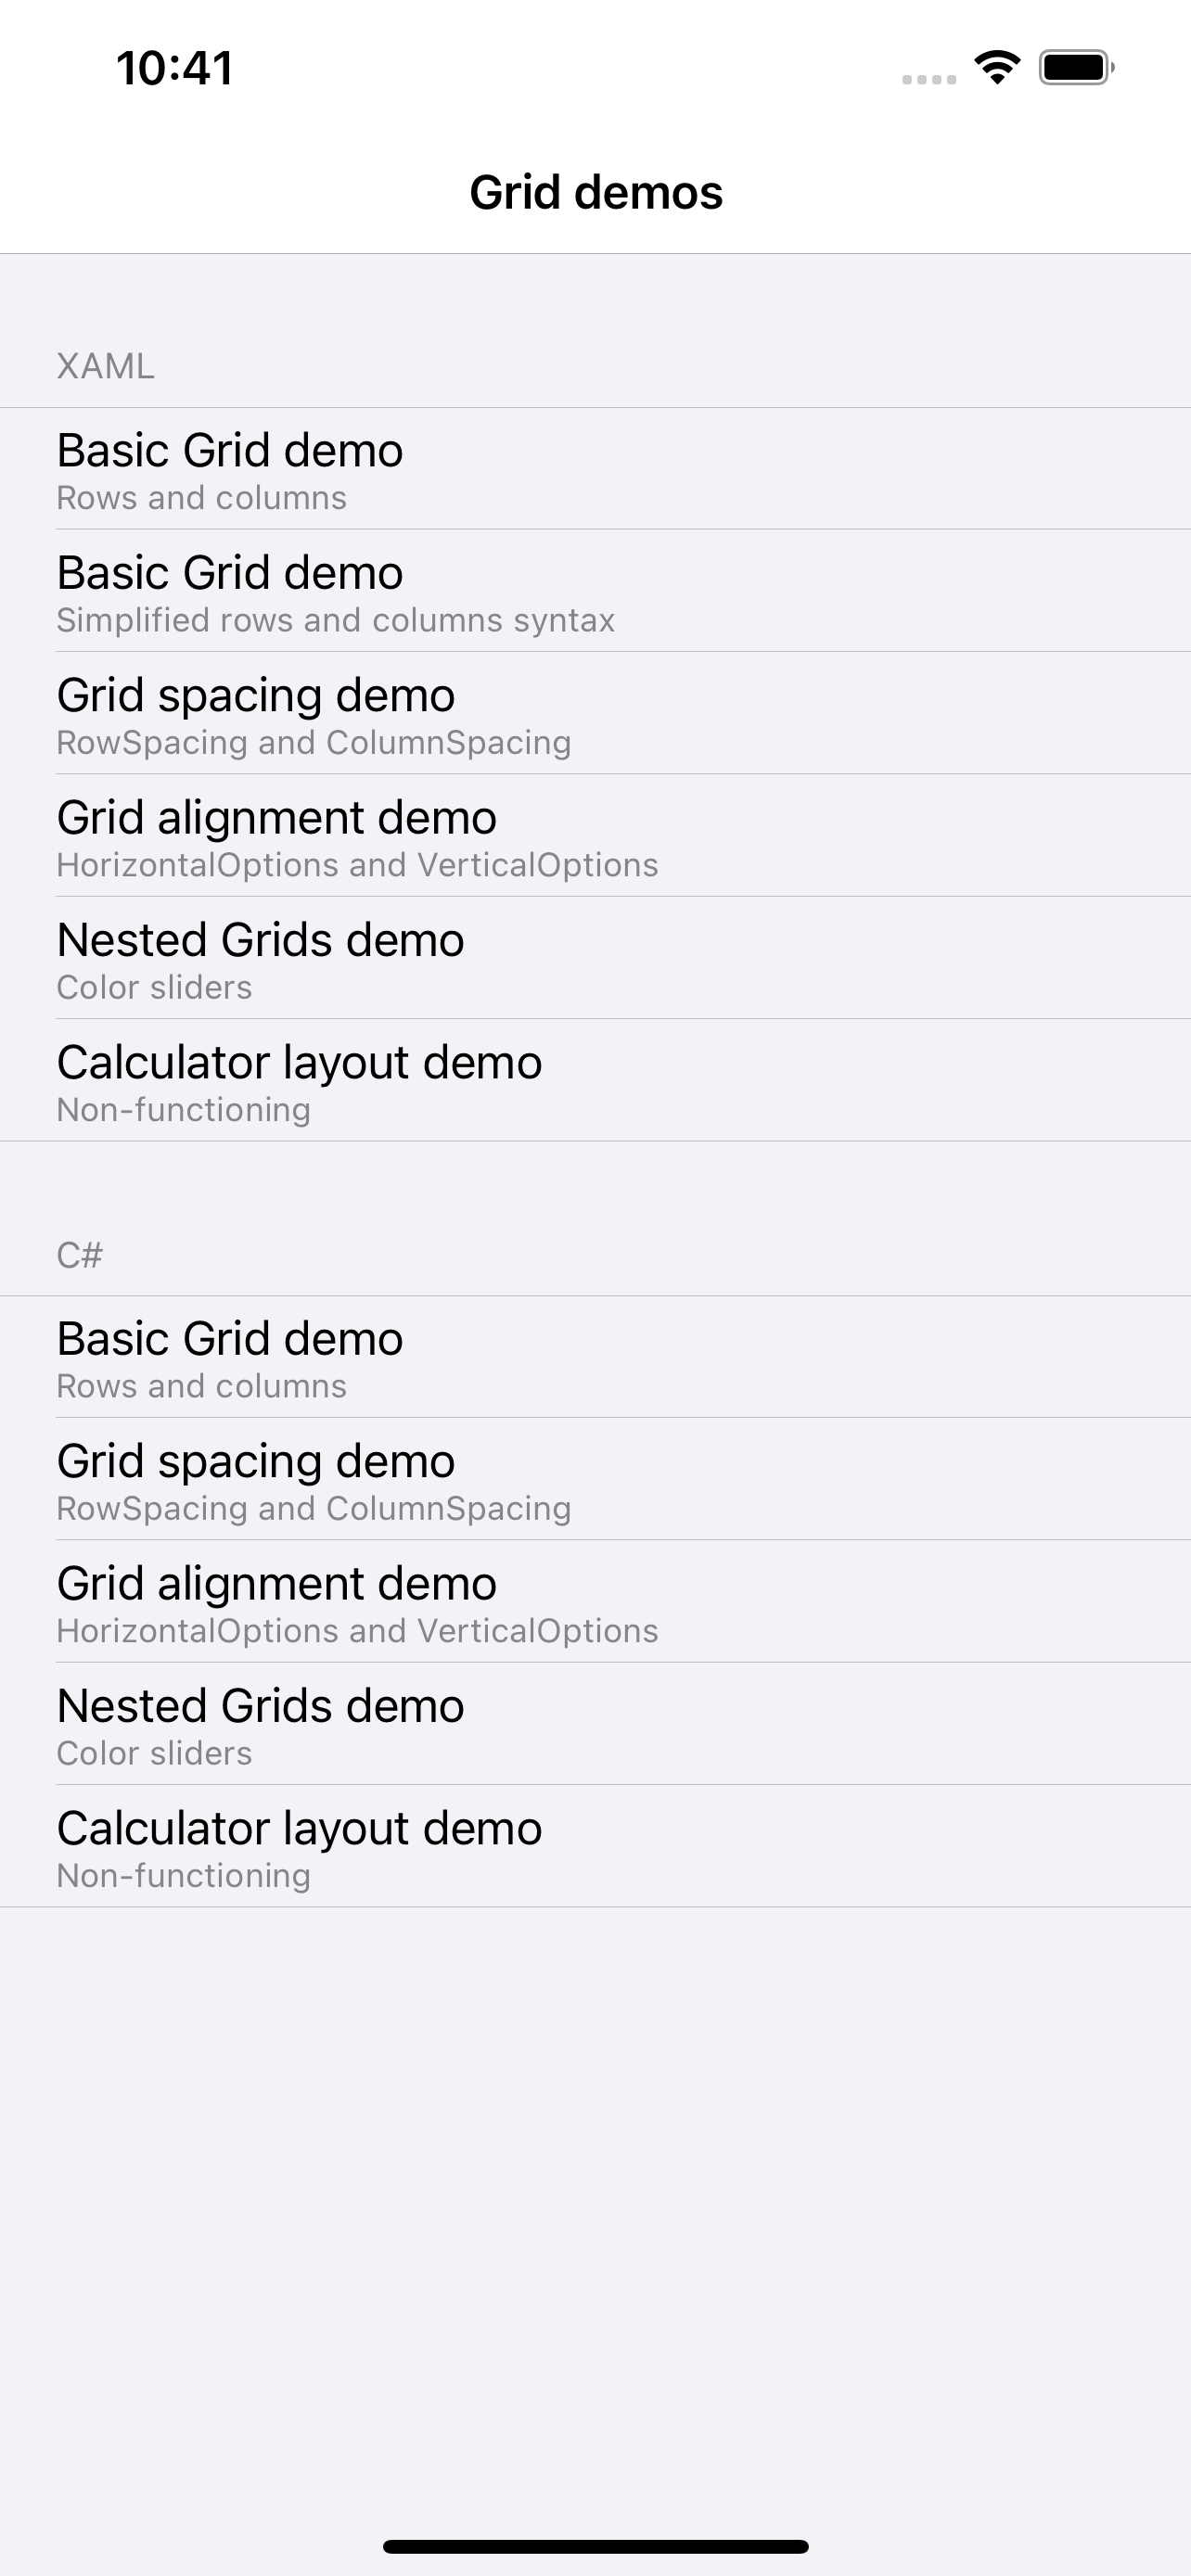 10:41
Grid demos
XAML
Basic Grid demo
Rows and columns
Basic Grid demo
Simplified rows and columns syntax
Grid spacing demo
RowSpacing and ColumnSpacing
Grid alignment demo
HorizontalOptions and VerticalOptions
Nested Grids demo
Color sliders
Calculator layout demo
Non-functioning
C#
Basic Grid demo
Rows and columns
Grid spacing demo
RowSpacing and ColumnSpacing
Grid alignment demo
HorizontalOptions and VerticalOptions
Nested Grids demo
Color sliders
Calculator layout demo
Non-functioning